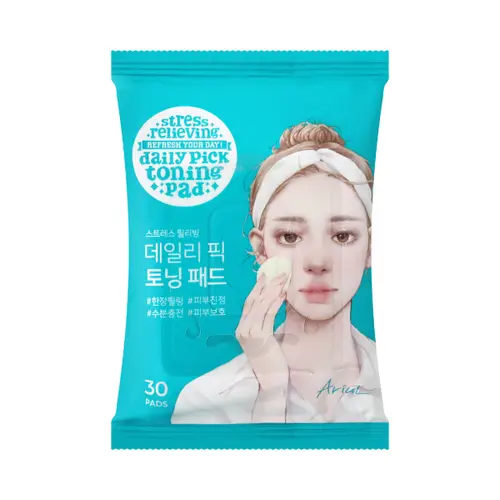 stress
relieving
REFRESH YOUR DAY!
daily pick
toning
pad
스트레스 릴리빙
데일리 픽
토닝 패드
#한장필링 #피부진정
#수분충전 #피부보호
30
PADS
Ariul